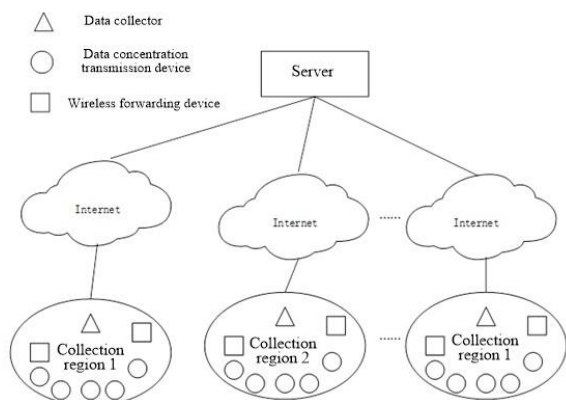 Data collector
Data concentration
transmission device
Wireless forwarding device
Server
Internet
Internet
......
Internet
Collection
region 1
Collection
region 2
......
Collection
region 1